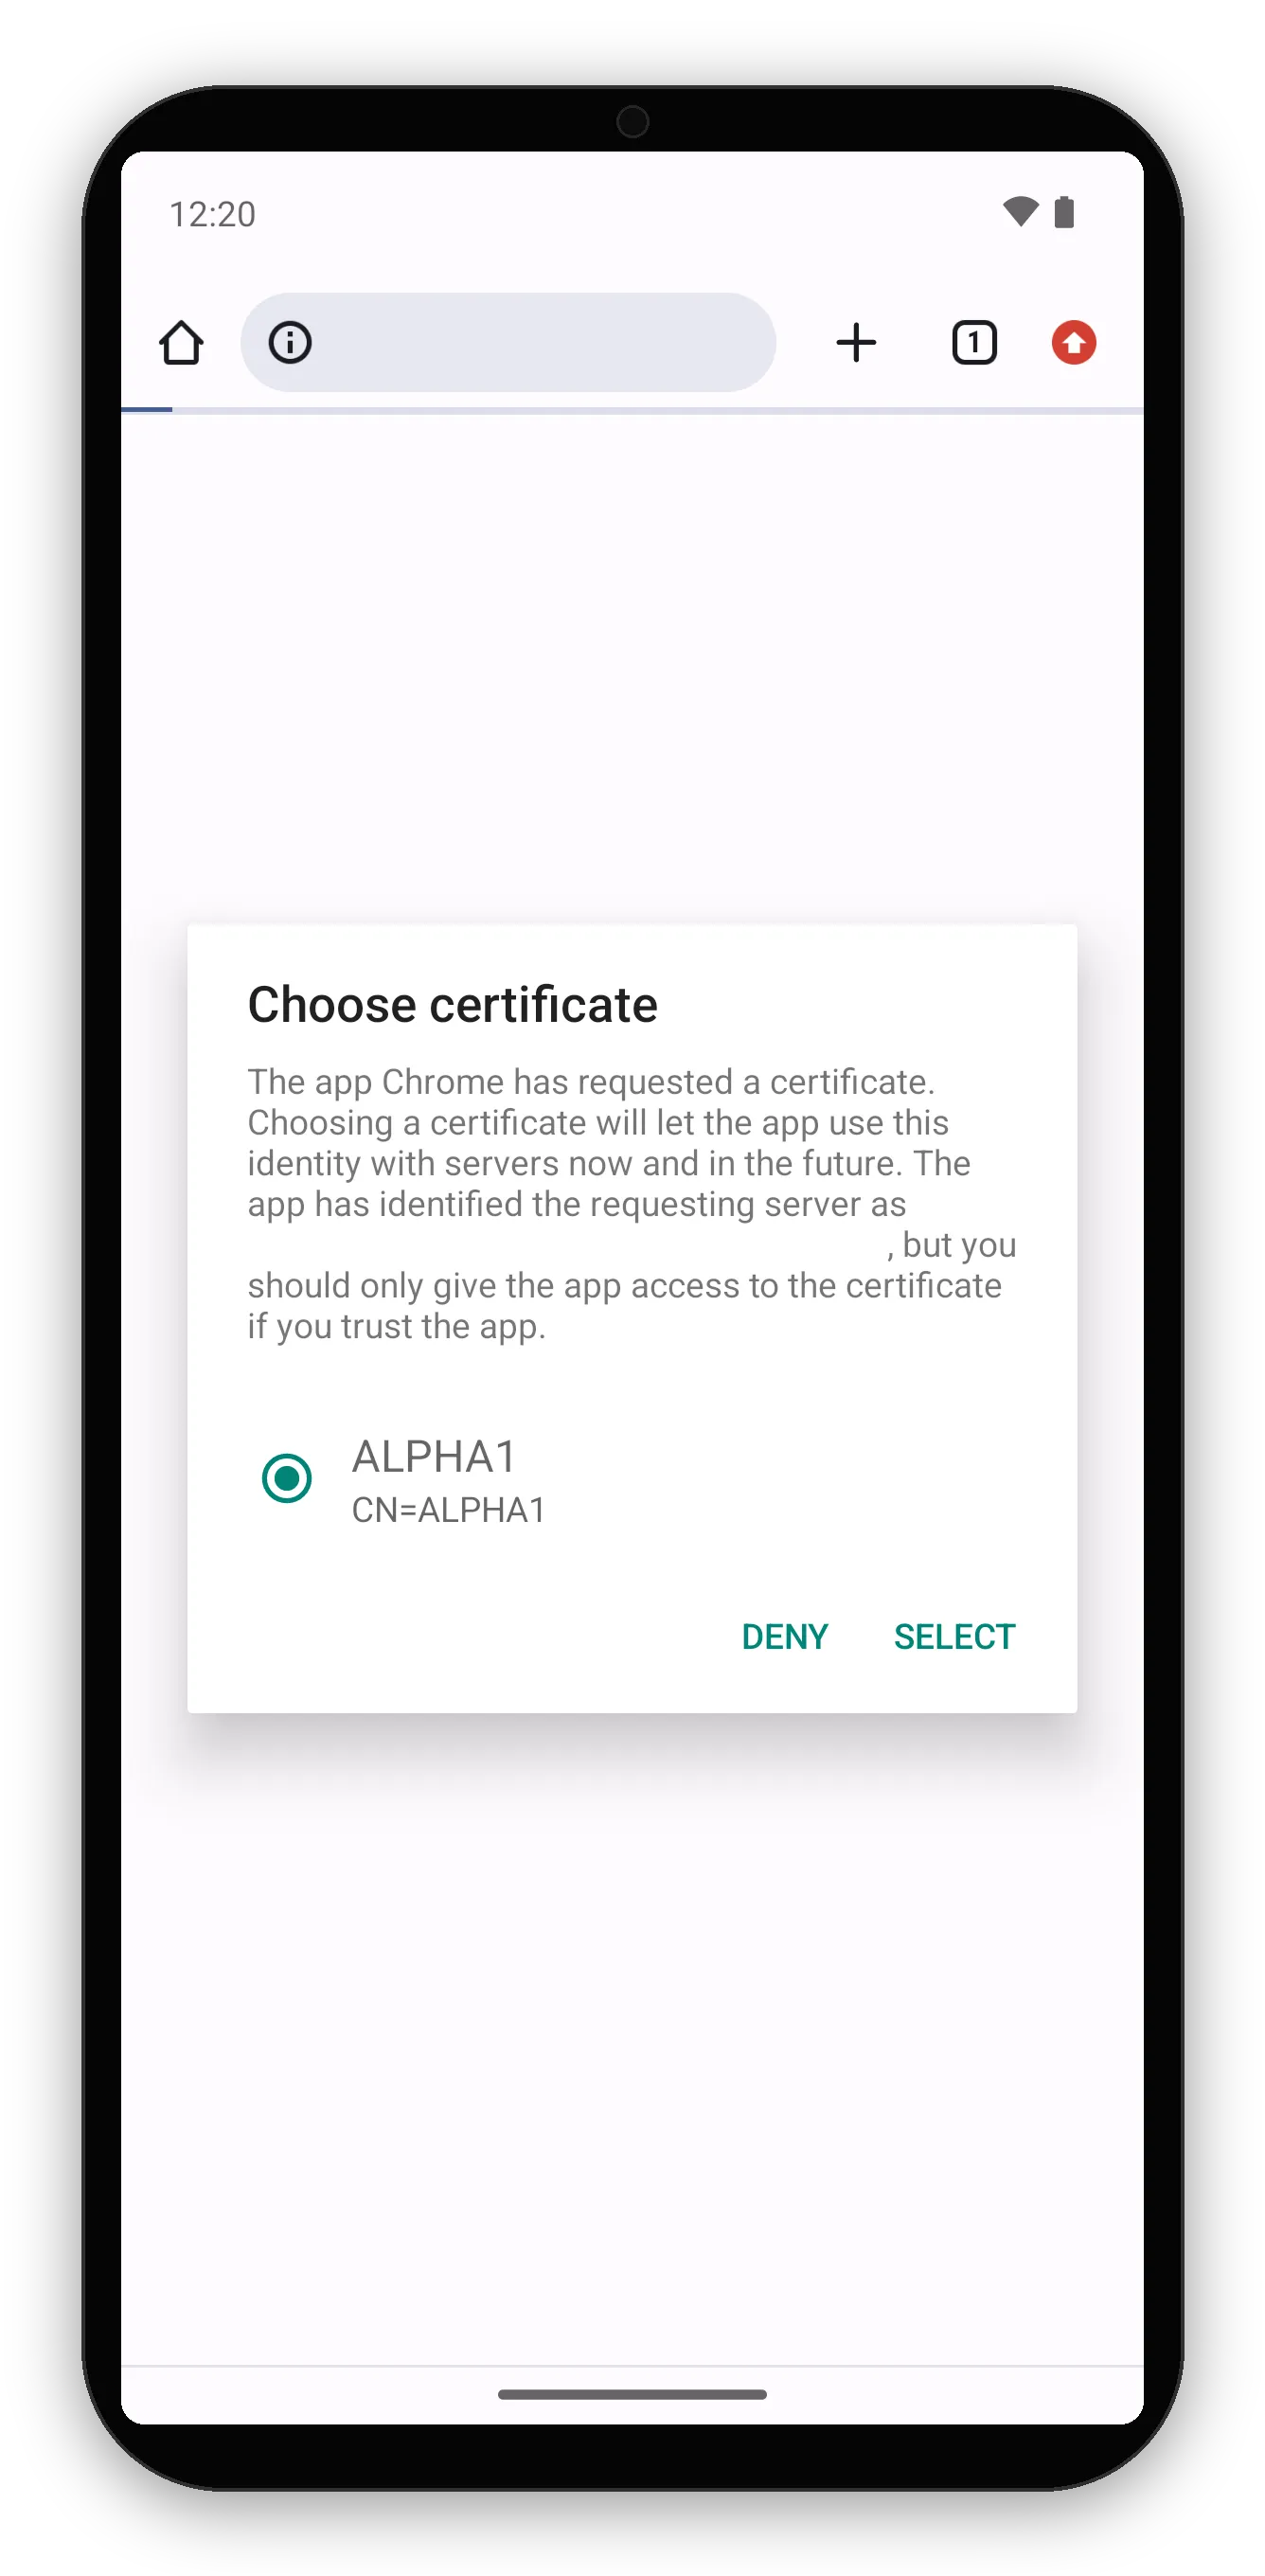 12:20
1
Choose certificate
The app Chrome has requested a certificate.
Choosing a certificate will let the app use this
identity with servers now and in the future. The
app has identified the requesting server as
, but you
should only give the app access to the certificate
if you trust the app.
ALPHA1
CN=ALPHA1
DENY SELECT